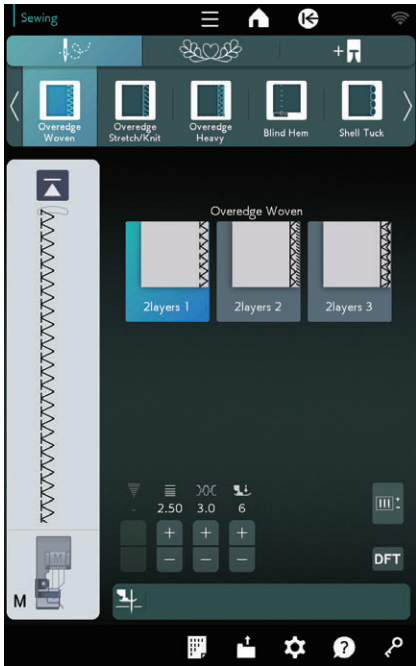 Sewing
Overedge
Woven
Overedge
Stretch/Knit
Overedge
Heavy
Blind Hem
Shell Tuck
Overedge Woven
2layers 1
2layers 2
2layers 3
-
2.50
3.0
6
+
+
+
−
−
−
DFT
M